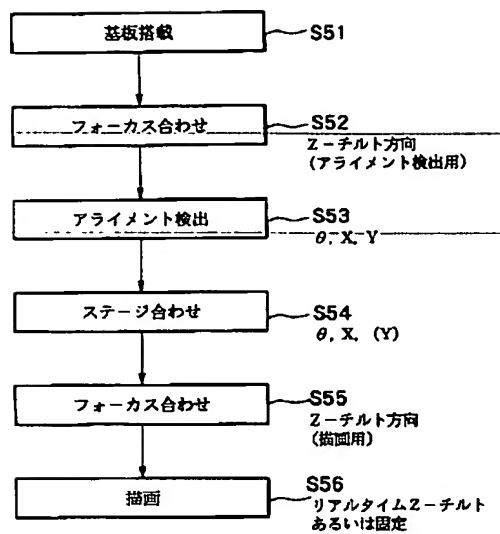 基板搭載
S51
フォーカス合わせ
S52
Z-チルト方向
(アライメント検出用)
アライメント検出
S53
θ, X, Y
ステージ合わせ
S54
θ, X, (Y)
フォーカス合わせ
S55
Z-チルト方向
(描画用)
描画
S56
リアルタイムZ-チルト
あるいは固定